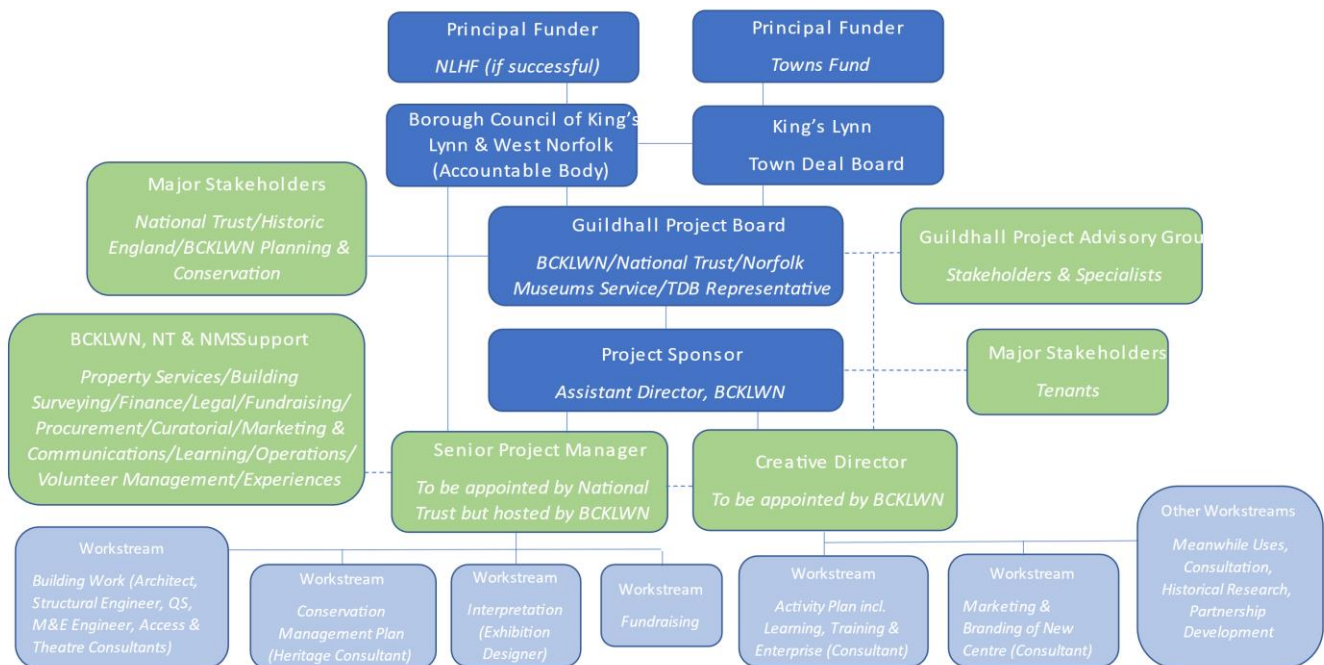 Principal Funder
NLHF (if successful)
Principal Funder
Towns Fund
Borough Council of King's
Lynn & West Norfolk
(Accountable Body)
King's Lynn
Town Deal Board
Major Stakeholders
National Trust/Historic
England/BCKLWN Planning &
Conservation
Guildhall Project Board
BCKLWN/National Trust/Norfolk
Museums Service/TDB Representative
Guildhall Project Advisory Grou
Stakeholders & Specialists
BCKLWN, NT & NMSSupport
Property Services/Building
Surveying/Finance/Legal/Fundraising/
Procurement/Curatorial/Marketing &
Communications/Learning/Operations/
Volunteer Management/Experiences
Project Sponsor
Assistant Director, BCKLWN
Major Stakeholders
Tenants
Senior Project Manager
To be appointed by National
Trust but hosted by BCKLWN
Creative Director
To be appointed by BCKLWN
Workstream
Building Work (Architect,
Structural Engineer, QS,
M&E Engineer, Access &
Theatre Consultants)
Workstream
Conservation
Management Plan
(Heritage Consultant)
Workstream
Interpretation
(Exhibition
Designer)
Workstream
Fundraising
Workstream
Activity Plan incl.
Learning, Training &
Enterprise (Consultant)
Workstream
Marketing &
Branding of New
Centre (Consultant)
Other Workstreams
Meanwhile Uses,
Consultation,
Historical Research,
Partnership
Development